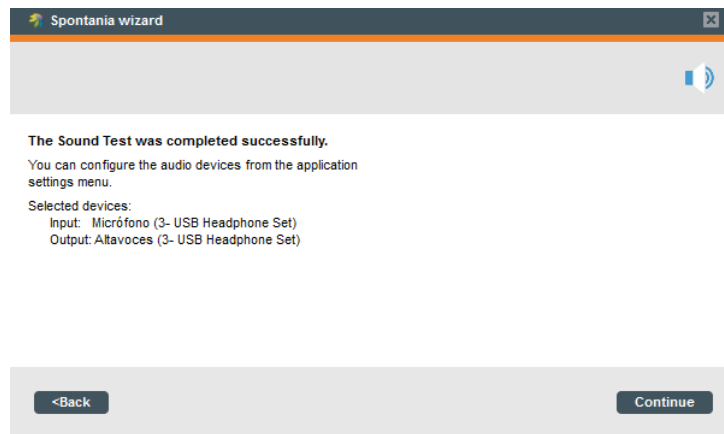 Spontania wizard
The Sound Test was completed successfully.
You can configure the audio devices from the application
settings menu.
Selected devices:
Input: Micrófono (3- USB Headphone Set)
Output: Altavoces (3- USB Headphone Set)
<Back
Continue